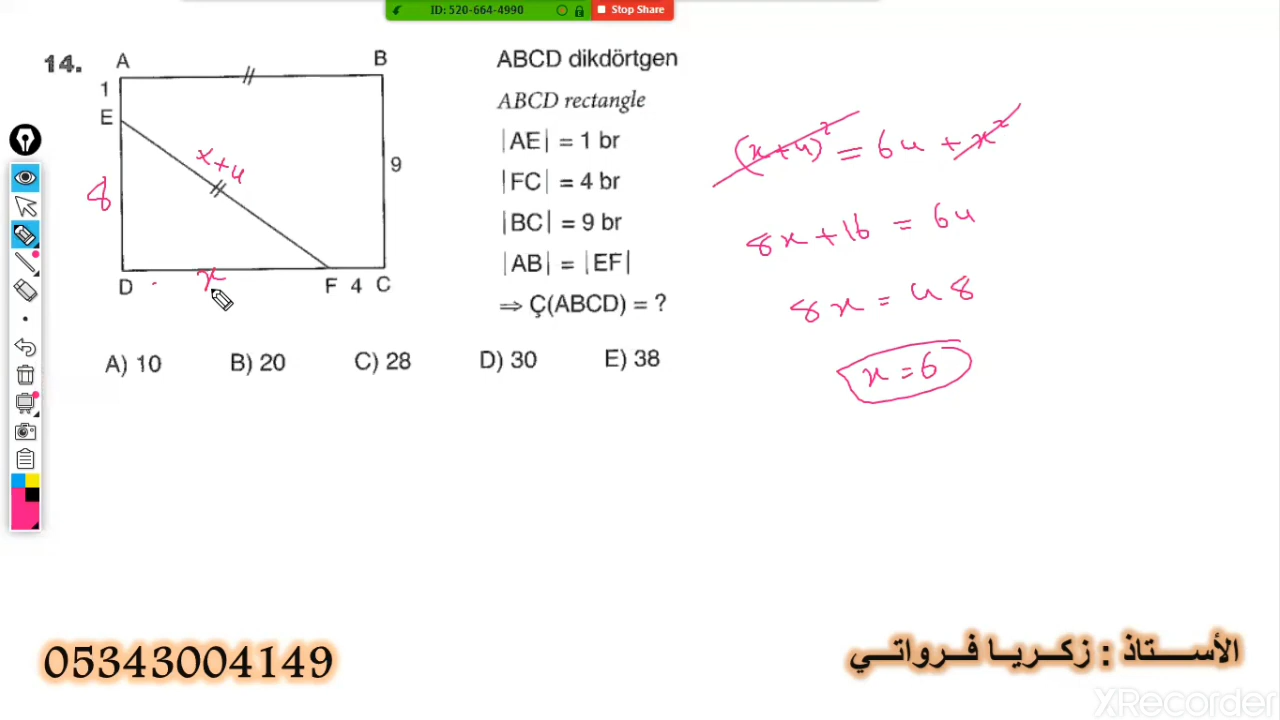 ID: 520-664-4990
Stop Share
14.
A
B
1
E
x+4
8
9
x
D
F 4 C
ABCD dikdörtgen
ABCD rectangle
|AE| = 1 br
|FC| = 4 br
|BC| = 9 br
|AB| = |EF|
⇒ Ç(ABCD) = ?
A) 10 B) 20 C) 28 D) 30 E) 38
(x+4)² = 64 + x²
8x + 16 = 64
8x = 48
x = 6
05343004149
الأستاذ : زكريا فرواتي
XRecorder